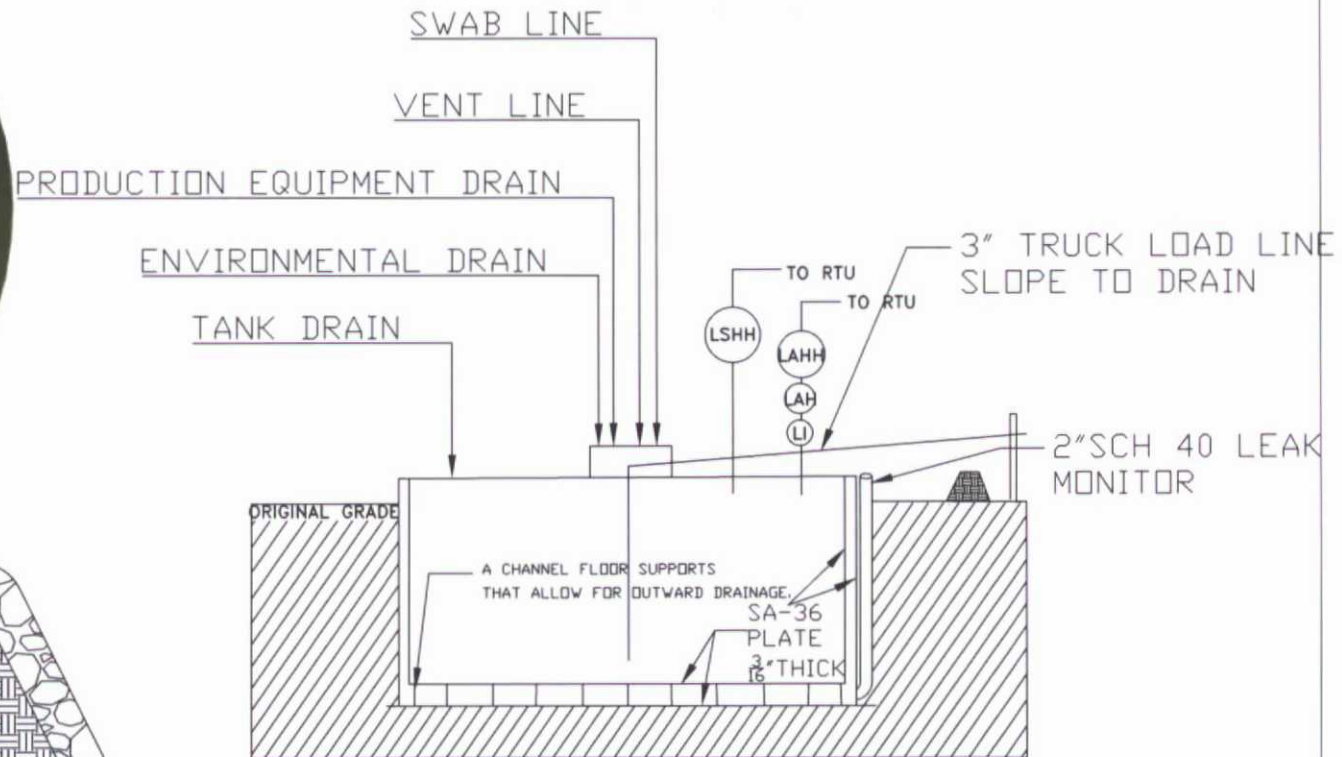 SWAB LINE
VENT LINE
PRODUCTION EQUIPMENT DRAIN
ENVIRONMENTAL DRAIN
TANK DRAIN
TO RTU
TO RTU
3" TRUCK LOAD LINE
SLOPE TO DRAIN
LSHH
LAHH
LAH
LI
2"SCH 40 LEAK
MONITOR
ORIGINAL GRADE
A CHANNEL FLOOR SUPPORTS
THAT ALLOW FOR OUTWARD DRAINAGE.
SA-36
PLATE
3/16"THICK